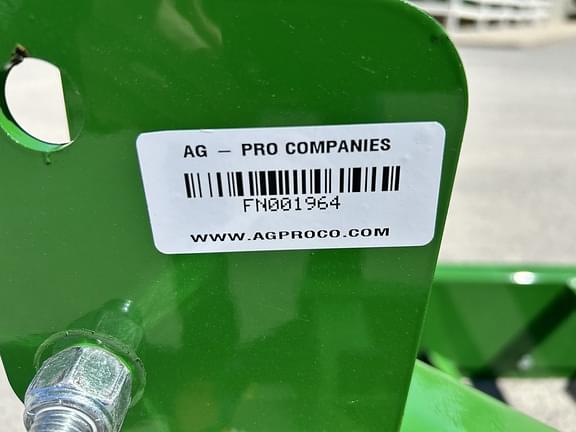 AG – PRO COMPANIES
FN001964
WWW.AGPROCO.COM